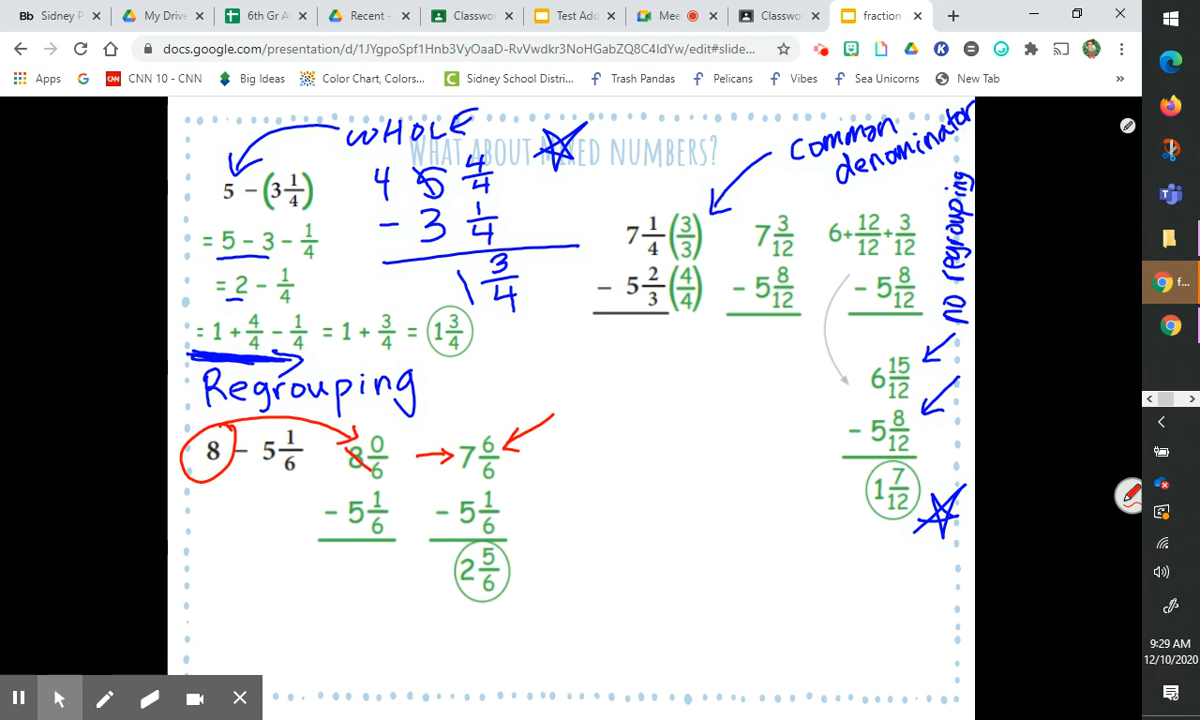 Bb Sidney P
My Drive
6th Gr Al
Recent -
Classwo
Test Add
Mee
Classwo
fraction
docs.google.com/presentation/d/1JYgpoSpf1Hnb3VyOaaD-RvVwdkr3NoHGabZQ8C4ldYw/edit#slide...
Apps
CNN 10 - CNN
Big Ideas
Color Chart, Colors...
Sidney School Distri...
Trash Pandas
Pelicans
Vibes
Sea Unicorns
New Tab
»
WHAT ABOUT MIXED NUMBERS?
WHOLE
5 - (3 1/4)
= 5 - 3 - 1/4
= 2 - 1/4
= 1 + 4/4 - 1/4 = 1 + 3/4 = 1 3/4
4 5 4/4
- 3 1/4
1 3/4
Regrouping
8 - 5 1/6
8 0/6
- 5 1/6
→ 7 6/6
- 5 1/6
2 5/6
common
denominator
7 1/4 (3/3)
- 5 2/3 (4/4)
7 3/12
- 5 8/12
6 + 12/12 + 3/12
- 5 8/12
no regrouping
6 15/12
- 5 8/12
1 7/12
f...
9:29 AM
12/10/2020